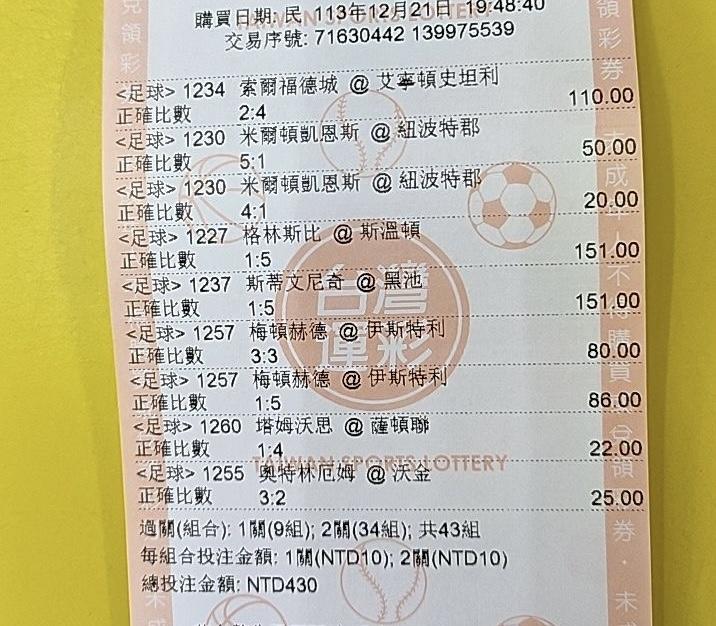 購買日期: 民 113年12月21日 19:48:40
交易序號: 71630442 139975539
<足球> 1234 索爾福德城 @ 艾寧頓史坦利
正確比數 2:4 110.00
<足球> 1230 米爾頓凱恩斯 @ 紐波特郡
正確比數 5:1 50.00
<足球> 1230 米爾頓凱恩斯 @ 紐波特郡
正確比數 4:1 20.00
<足球> 1227 格林斯比 @ 斯溫頓
正確比數 1:5 151.00
<足球> 1237 斯蒂文尼奇 @ 黑池
正確比數 1:5 151.00
<足球> 1257 梅頓赫德 @ 伊斯特利
正確比數 3:3 80.00
<足球> 1257 梅頓赫德 @ 伊斯特利
正確比數 1:5 86.00
<足球> 1260 塔姆沃思 @ 薩頓聯
正確比數 1:4 22.00
<足球> 1255 奧特林厄姆 @ 沃金
正確比數 3:2 25.00
過關(組合): 1關(9組); 2關(34組); 共43組
每組合投注金額: 1關(NTD10); 2關(NTD10)
總投注金額: NTD430
台灣
運彩
TAIWAN SPORTS LOTTERY
TAIWAN SPORTS LOTTERY